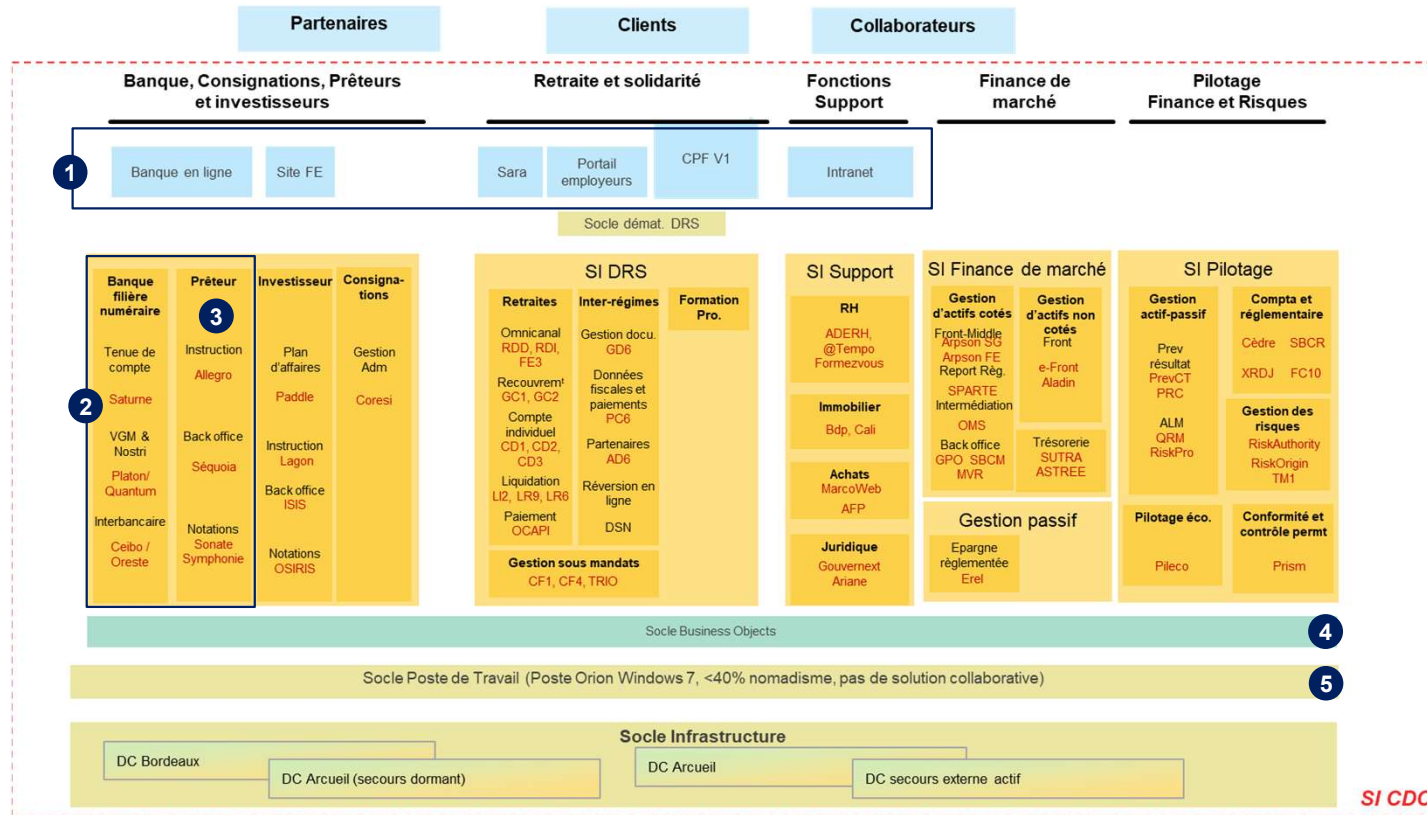 Partenaires
Clients
Collaborateurs
Banque, Consignations, Prêteurs
et investisseurs
Retraite et solidarité
Fonctions
Support
Finance de
marché
Pilotage
Finance et Risques
1
Banque en ligne
Site FE
Sara
Portail
employeurs
CPF V1
Intranet
Socle démat. DRS
Banque
filière
numéraire
Tenue de
compte
Saturne
2
VGM &
Nostri
Platon/
Quantum
Interbancaire
Ceibo /
Oreste
Prêteur
3
Instruction
Allegro
Back office
Séquoia
Notations
Sonate
Symphonie
Investisseur
Plan
d'affaires
Paddle
Instruction
Lagon
Back office
ISIS
Notations
OSIRIS
Consigna-
tions
Gestion
Adm
Coresi
SI DRS
Retraites
Omnicanal
RDD, RDI,
FE3
Recouvremt
GC1, GC2
Compte
individuel
CD1, CD2,
CD3
Liquidation
LI2, LR9, LR6
Paiement
OCAPI
Inter-régimes
Gestion docu.
GD6
Données
fiscales et
paiements
PC6
Partenaires
AD6
Réversion en
ligne
DSN
Formation
Pro.
Gestion sous mandats
CF1, CF4, TRIO
SI Support
RH
ADERH,
@Tempo
Formezvous
Immobilier
Bdp, Cali
Achats
MarcoWeb
AFP
Juridique
Gouvernext
Ariane
SI Finance de marché
Gestion
d'actifs cotés
Front-Middle
Arpson SG
Arpson FE
Report Règ.
SPARTE
Intermédiation
OMS
Back office
GPO SBCM
MVR
Gestion
d'actifs non
cotés
Front
e-Front
Aladin
Trésorerie
SUTRA
ASTREE
Gestion passif
Epargne
règlementée
Erel
SI Pilotage
Gestion
actif-passif
Prev
résultat
PrevCT
PRC
ALM
QRM
RiskPro
Compta et
réglementaire
Cèdre SBCR
XRDJ FC10
Gestion des
risques
RiskAuthority
RiskOrigin
TM1
Pilotage éco.
Pileco
Conformité et
contrôle permt
Prism
Socle Business Objects
4
Socle Poste de Travail (Poste Orion Windows 7, <40% nomadisme, pas de solution collaborative)
5
Socle Infrastructure
DC Bordeaux
DC Arcueil (secours dormant)
DC Arcueil
DC secours externe actif
SI CDC